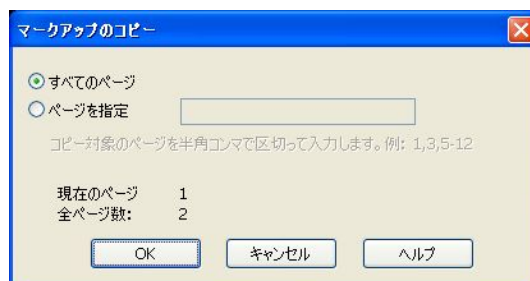 マークアップのコピー
すべてのページ
ページを指定
コピー対象のページを半角コンマで区切って入力します。例: 1,3,5-12
現在のページ 1
全ページ数: 2
OK キャンセル ヘルプ